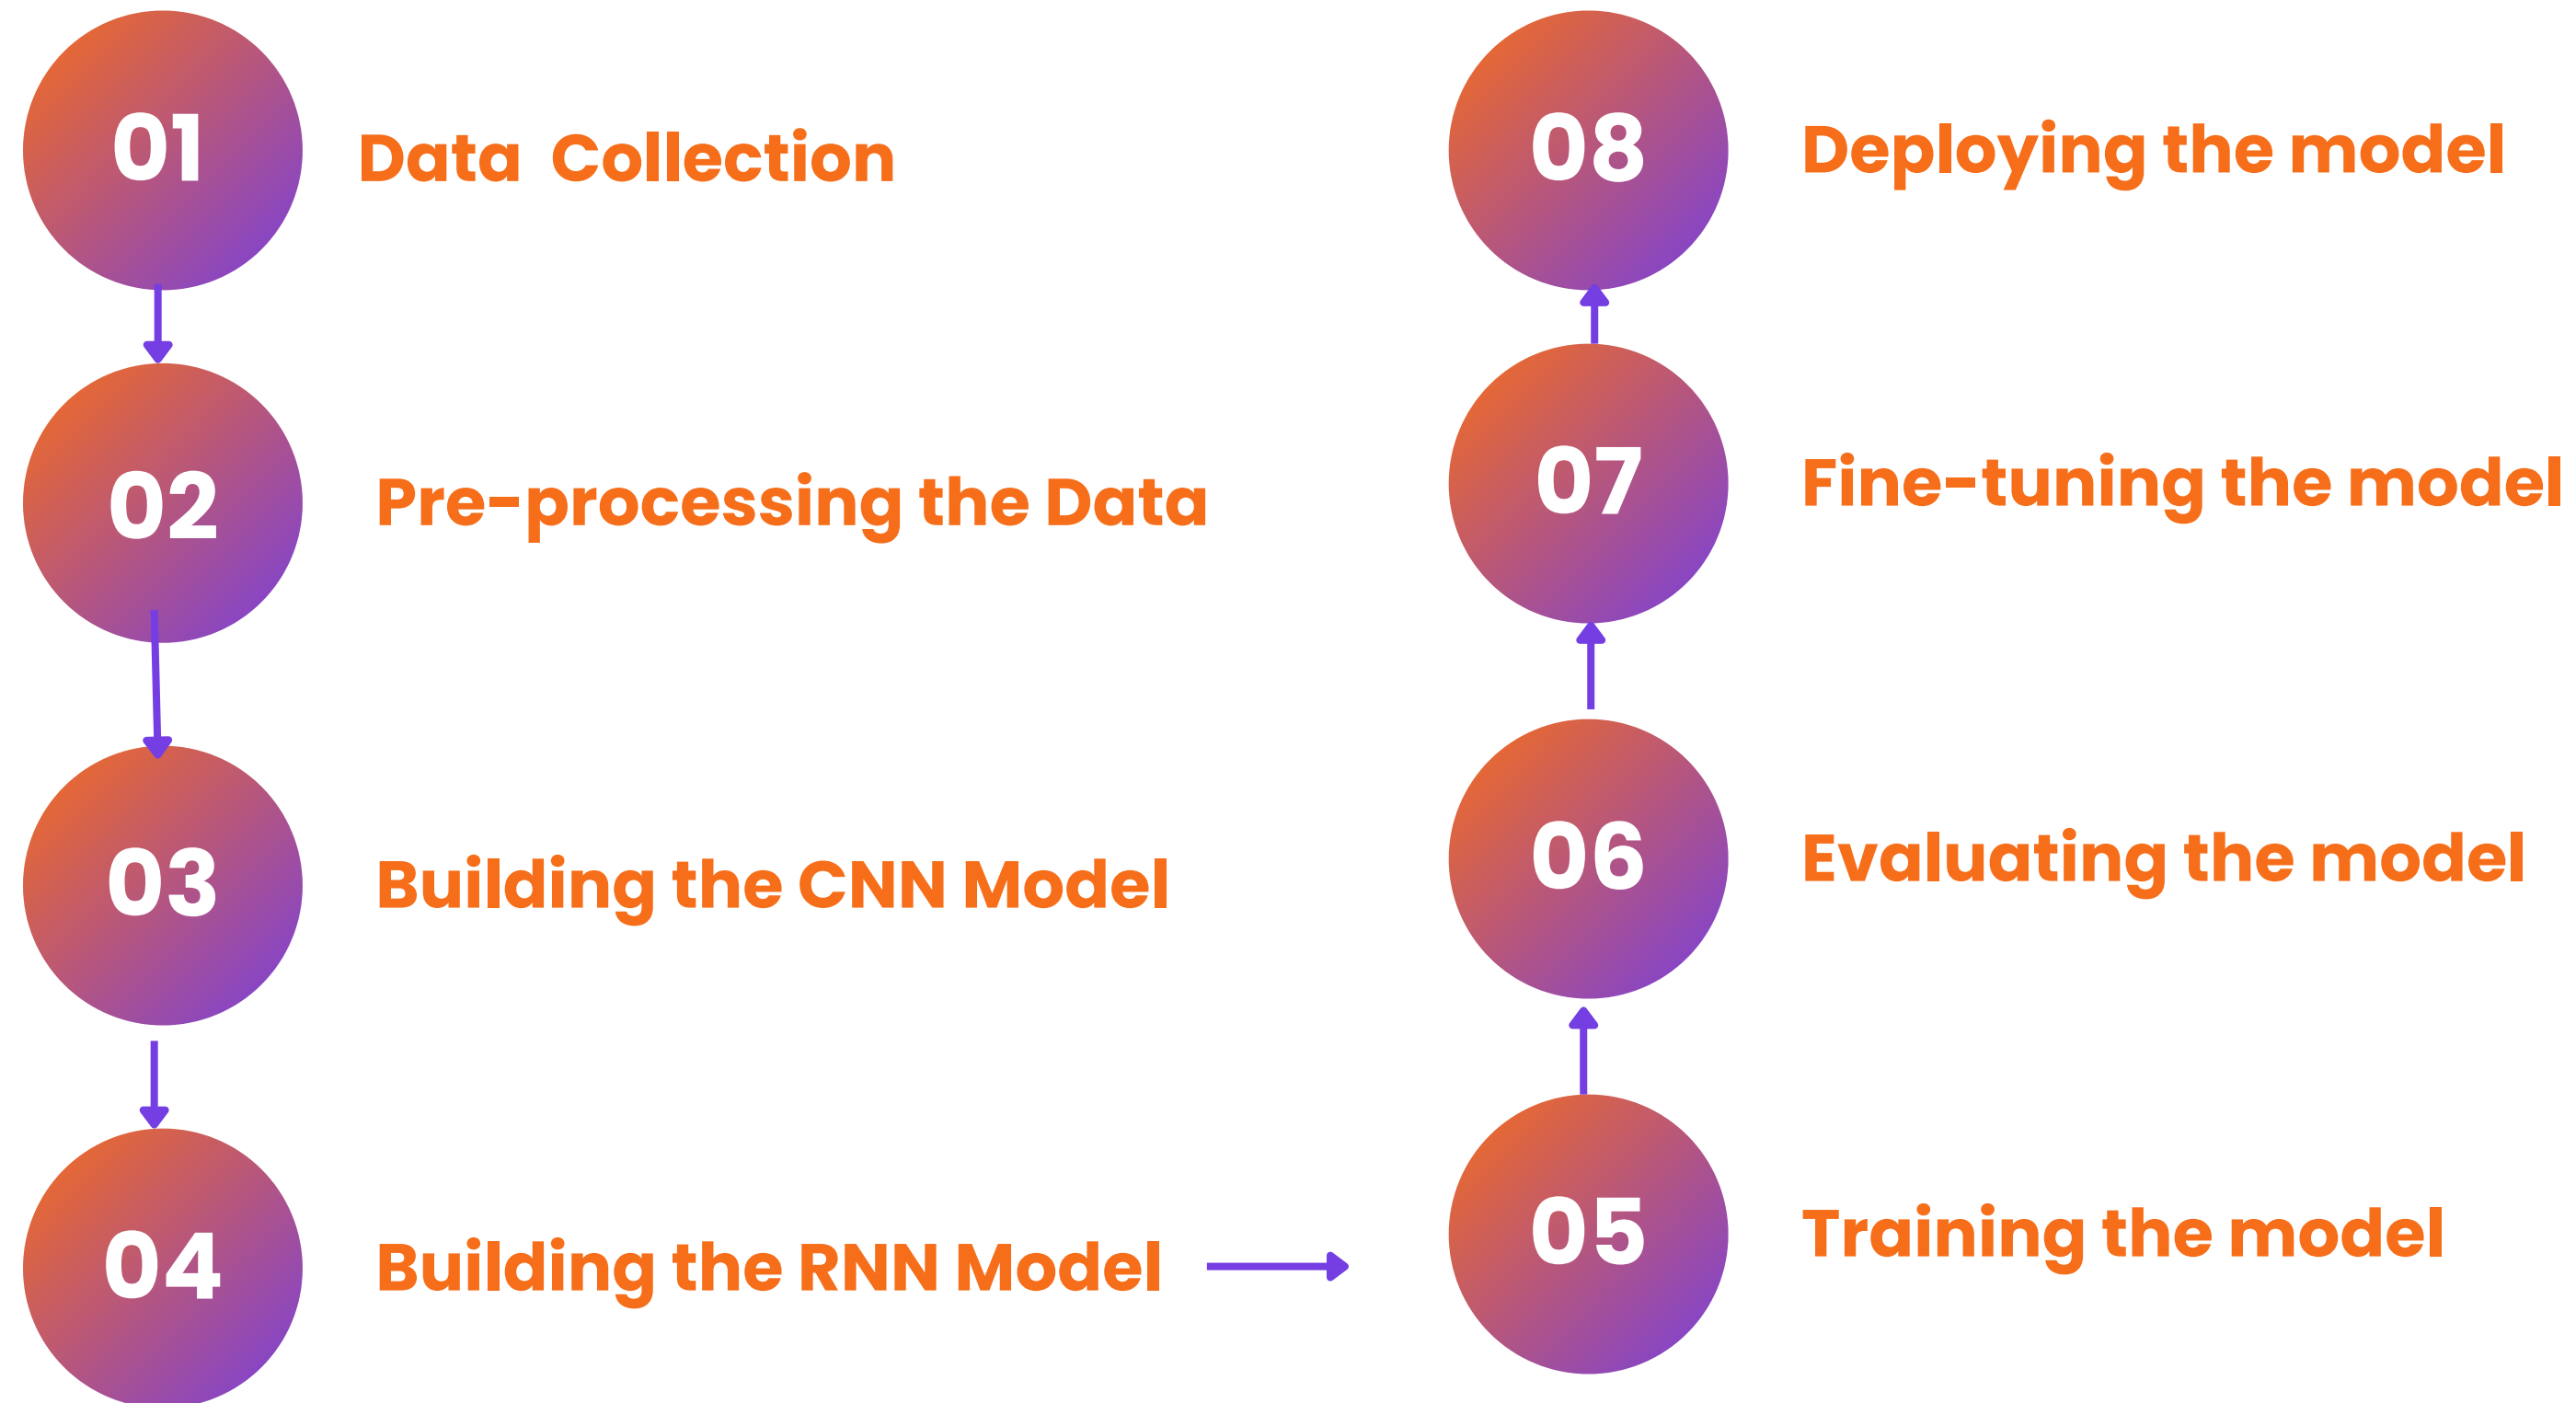 01
Data  Collection
02
Pre-processing the Data
03
Building the CNN Model
04
Building the RNN Model
05
Training the model
06
Evaluating the model
07
Fine-tuning the model
08
Deploying the model